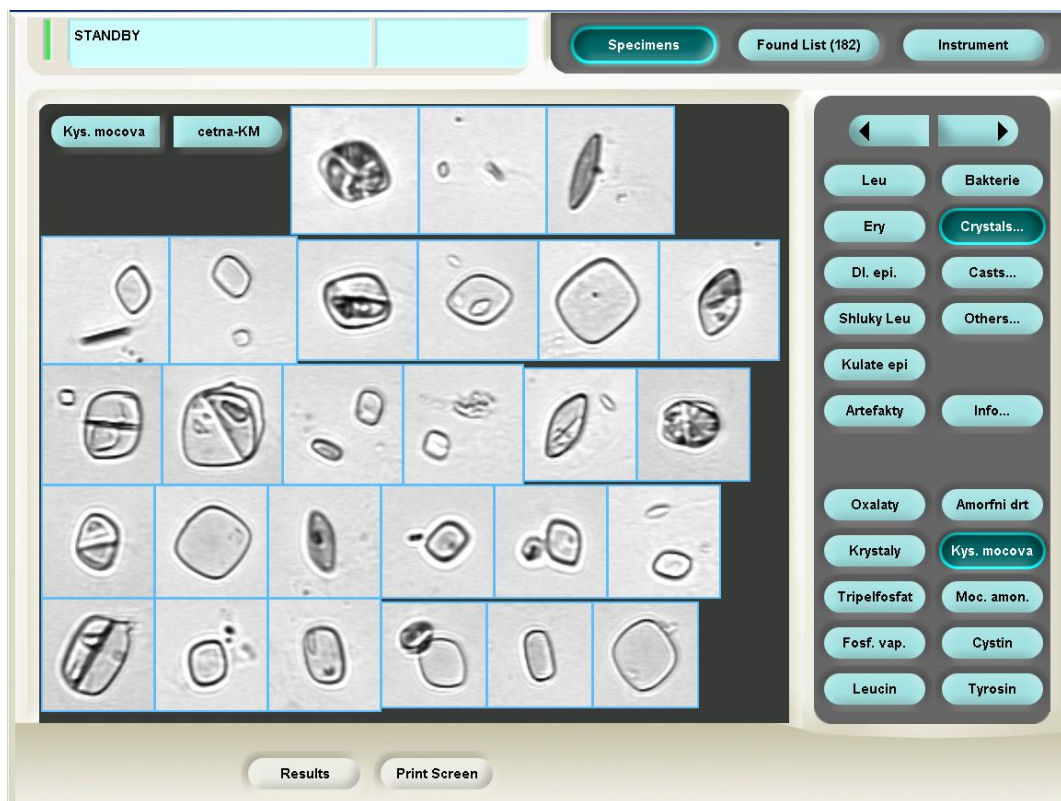 STANDBY
Specimens
Found List (182)
Instrument
Kys. mocova
cetna-KM
Leu
Bakterie
Ery
Crystals...
Dl. epi.
Casts...
Shluky Leu
Others...
Kulate epi
Artefakty
Info...
Oxalaty
Amorfni drt
Krystaly
Kys. mocova
Tripelfosfat
Moc. amon.
Fosf. vap.
Cystin
Leucin
Tyrosin
Results
Print Screen